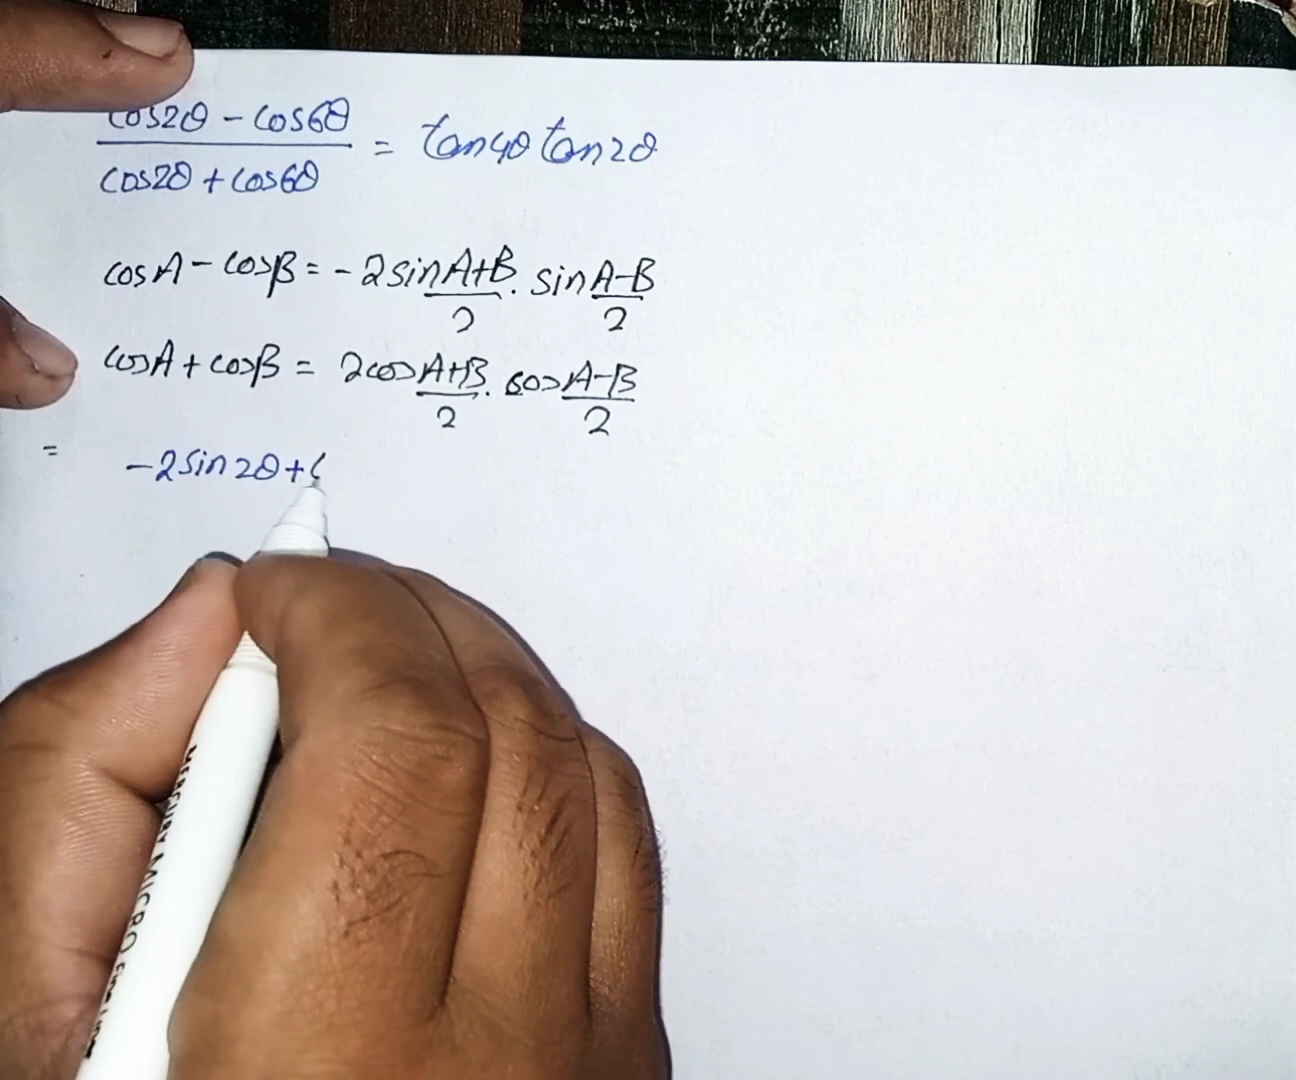 cos2θ - cos6θ
cos2θ + cos6θ
= tan4θ tan2θ
cosA - cosB = -2sin A+B/2 . sin A-B/2
cosA + cosB = 2cos A+B/2 . cos A-B/2
= -2sin 2θ+
MICRO